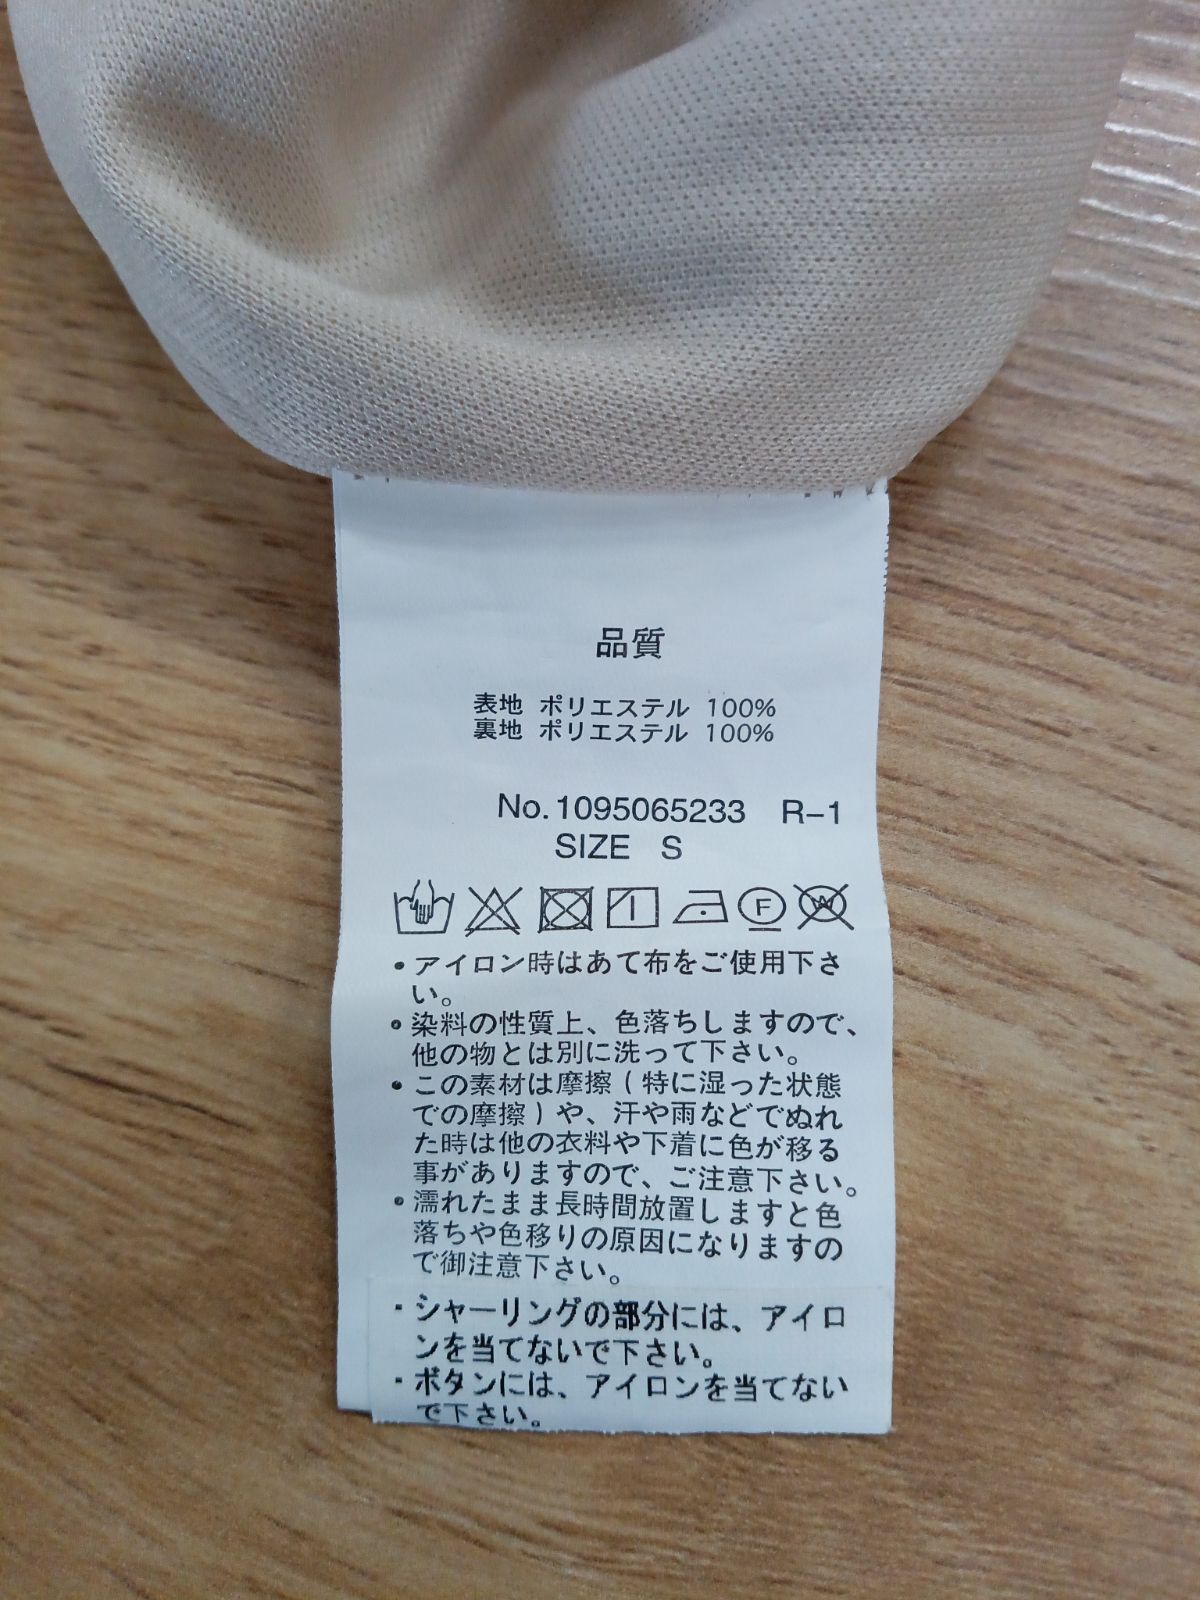 品質
表地 ポリエステル 100%
裏地 ポリエステル 100%
No.1095065233 R-1
SIZE S
F W
•アイロン時はあて布をご使用下さ
い。
•染料の性質上、色落ちしますので、
他の物とは別に洗って下さい。
•この素材は摩擦(特に湿った状態
での摩擦)や、汗や雨などでぬれ
た時は他の衣料や下着に色が移る
事がありますので、ご注意下さい。
•濡れたまま長時間放置しますと色
落ちや色移りの原因になりますの
で御注意下さい。
・シャーリングの部分には、アイロ
ンを当てないで下さい。
・ボタンには、アイロンを当てない
で下さい。